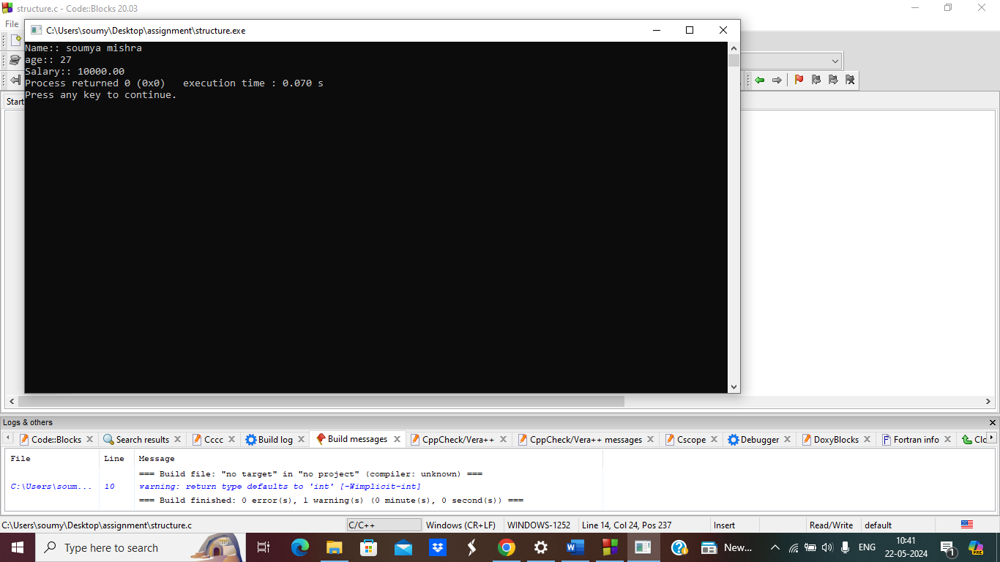 structure.c - Code::Blocks 20.03
File
C:\Users\soumy\Desktop\assignment\structure.exe
Name:: soumya mishra
age:: 27
Salary:: 10000.00
Process returned 0 (0x0)   execution time : 0.070 s
Press any key to continue.
Start
Logs & others
Code::Blocks Search results Cccc Build log Build messages CppCheck/Vera++ CppCheck/Vera++ messages Cscope Debugger DoxyBlocks Fortran info Clo
File Line Message
=== Build file: "no target" in "no project" (compiler: unknown) ===
C:\Users\soum... 10 warning: return type defaults to 'int' [-Wimplicit-int]
=== Build finished: 0 error(s), 1 warning(s) (0 minute(s), 0 second(s)) ===
C:\Users\soumy\Desktop\assignment\structure.c C/C++ Windows (CR+LF) WINDOWS-1252 Line 14, Col 24, Pos 237 Insert Read/Write default
Type here to search New... ENG 10:41
22-05-2024 1 PRE